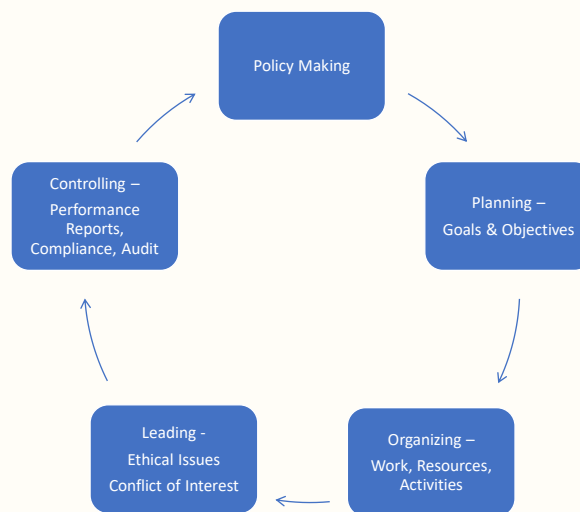 Policy Making
Planning –
Goals & Objectives
Organizing –
Work, Resources,
Activities
Leading -
Ethical Issues
Conflict of Interest
Controlling –
Performance
Reports,
Compliance, Audit